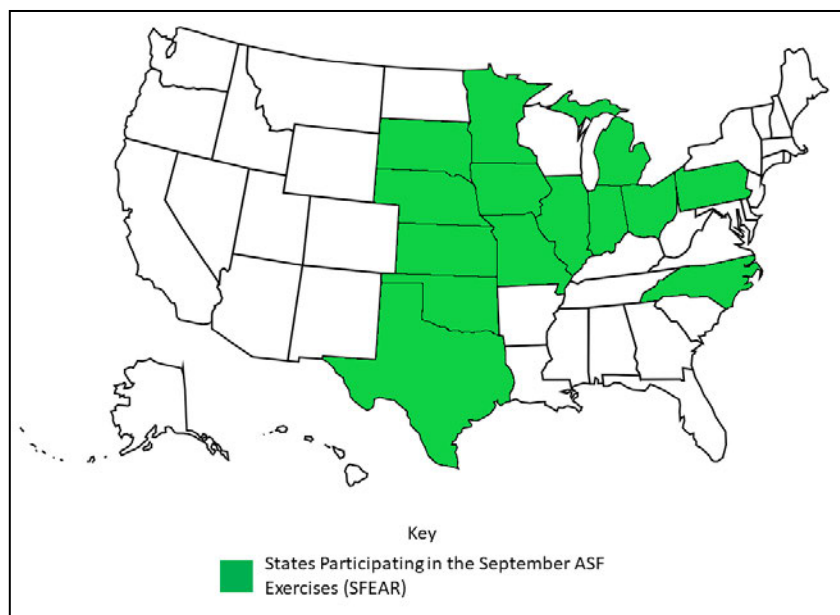 Key
States Participating in the September ASF
Exercises (SFEAR)